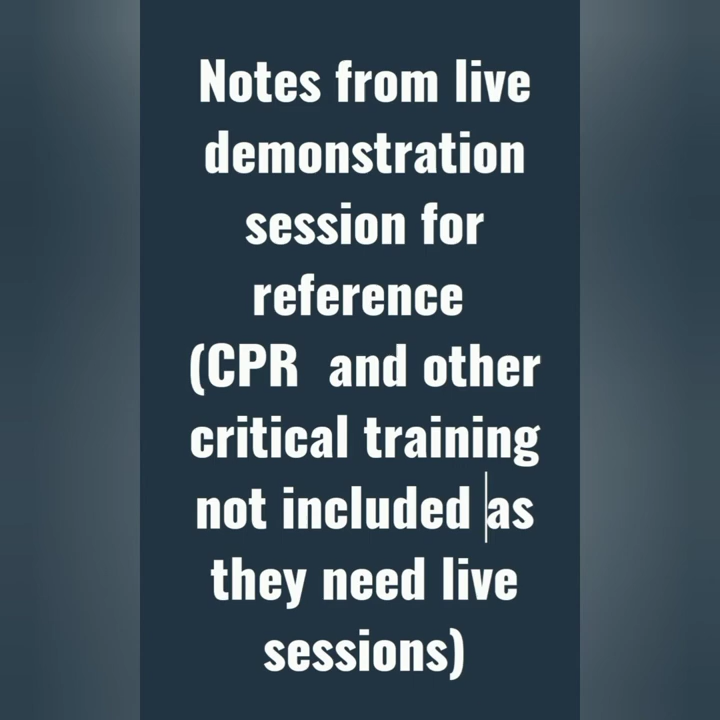 Notes from live
demonstration
session for
reference
(CPR  and other
critical training
not included as
they need live
sessions)